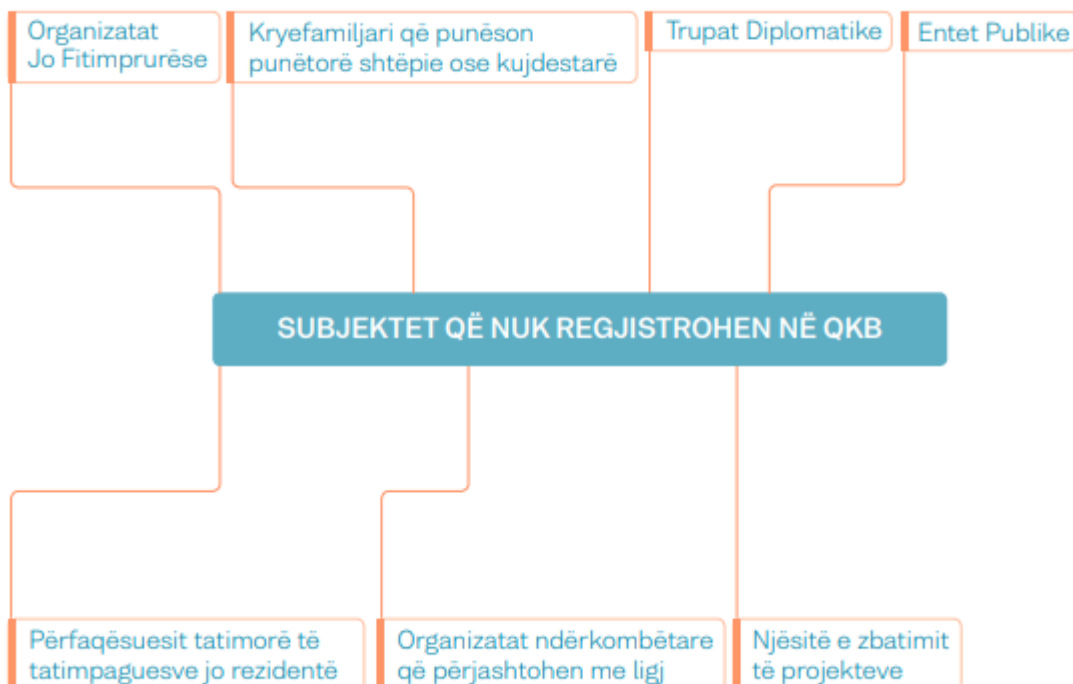 Organizatat
Jo Fitimprurëse
Kryefamiljari që punëson
punëtorë shtëpie ose kujdestarë
Trupat Diplomatike
Entet Publike
SUBJEKTET QË NUK REGJISTROHEN NË QKB
Përfaqësuesit tatimorë të
tatimpaguesve jo rezidentë
Organizatat ndërkombëtare
që përjashtohen me ligj
Njësitë e zbatimit
të projekteve